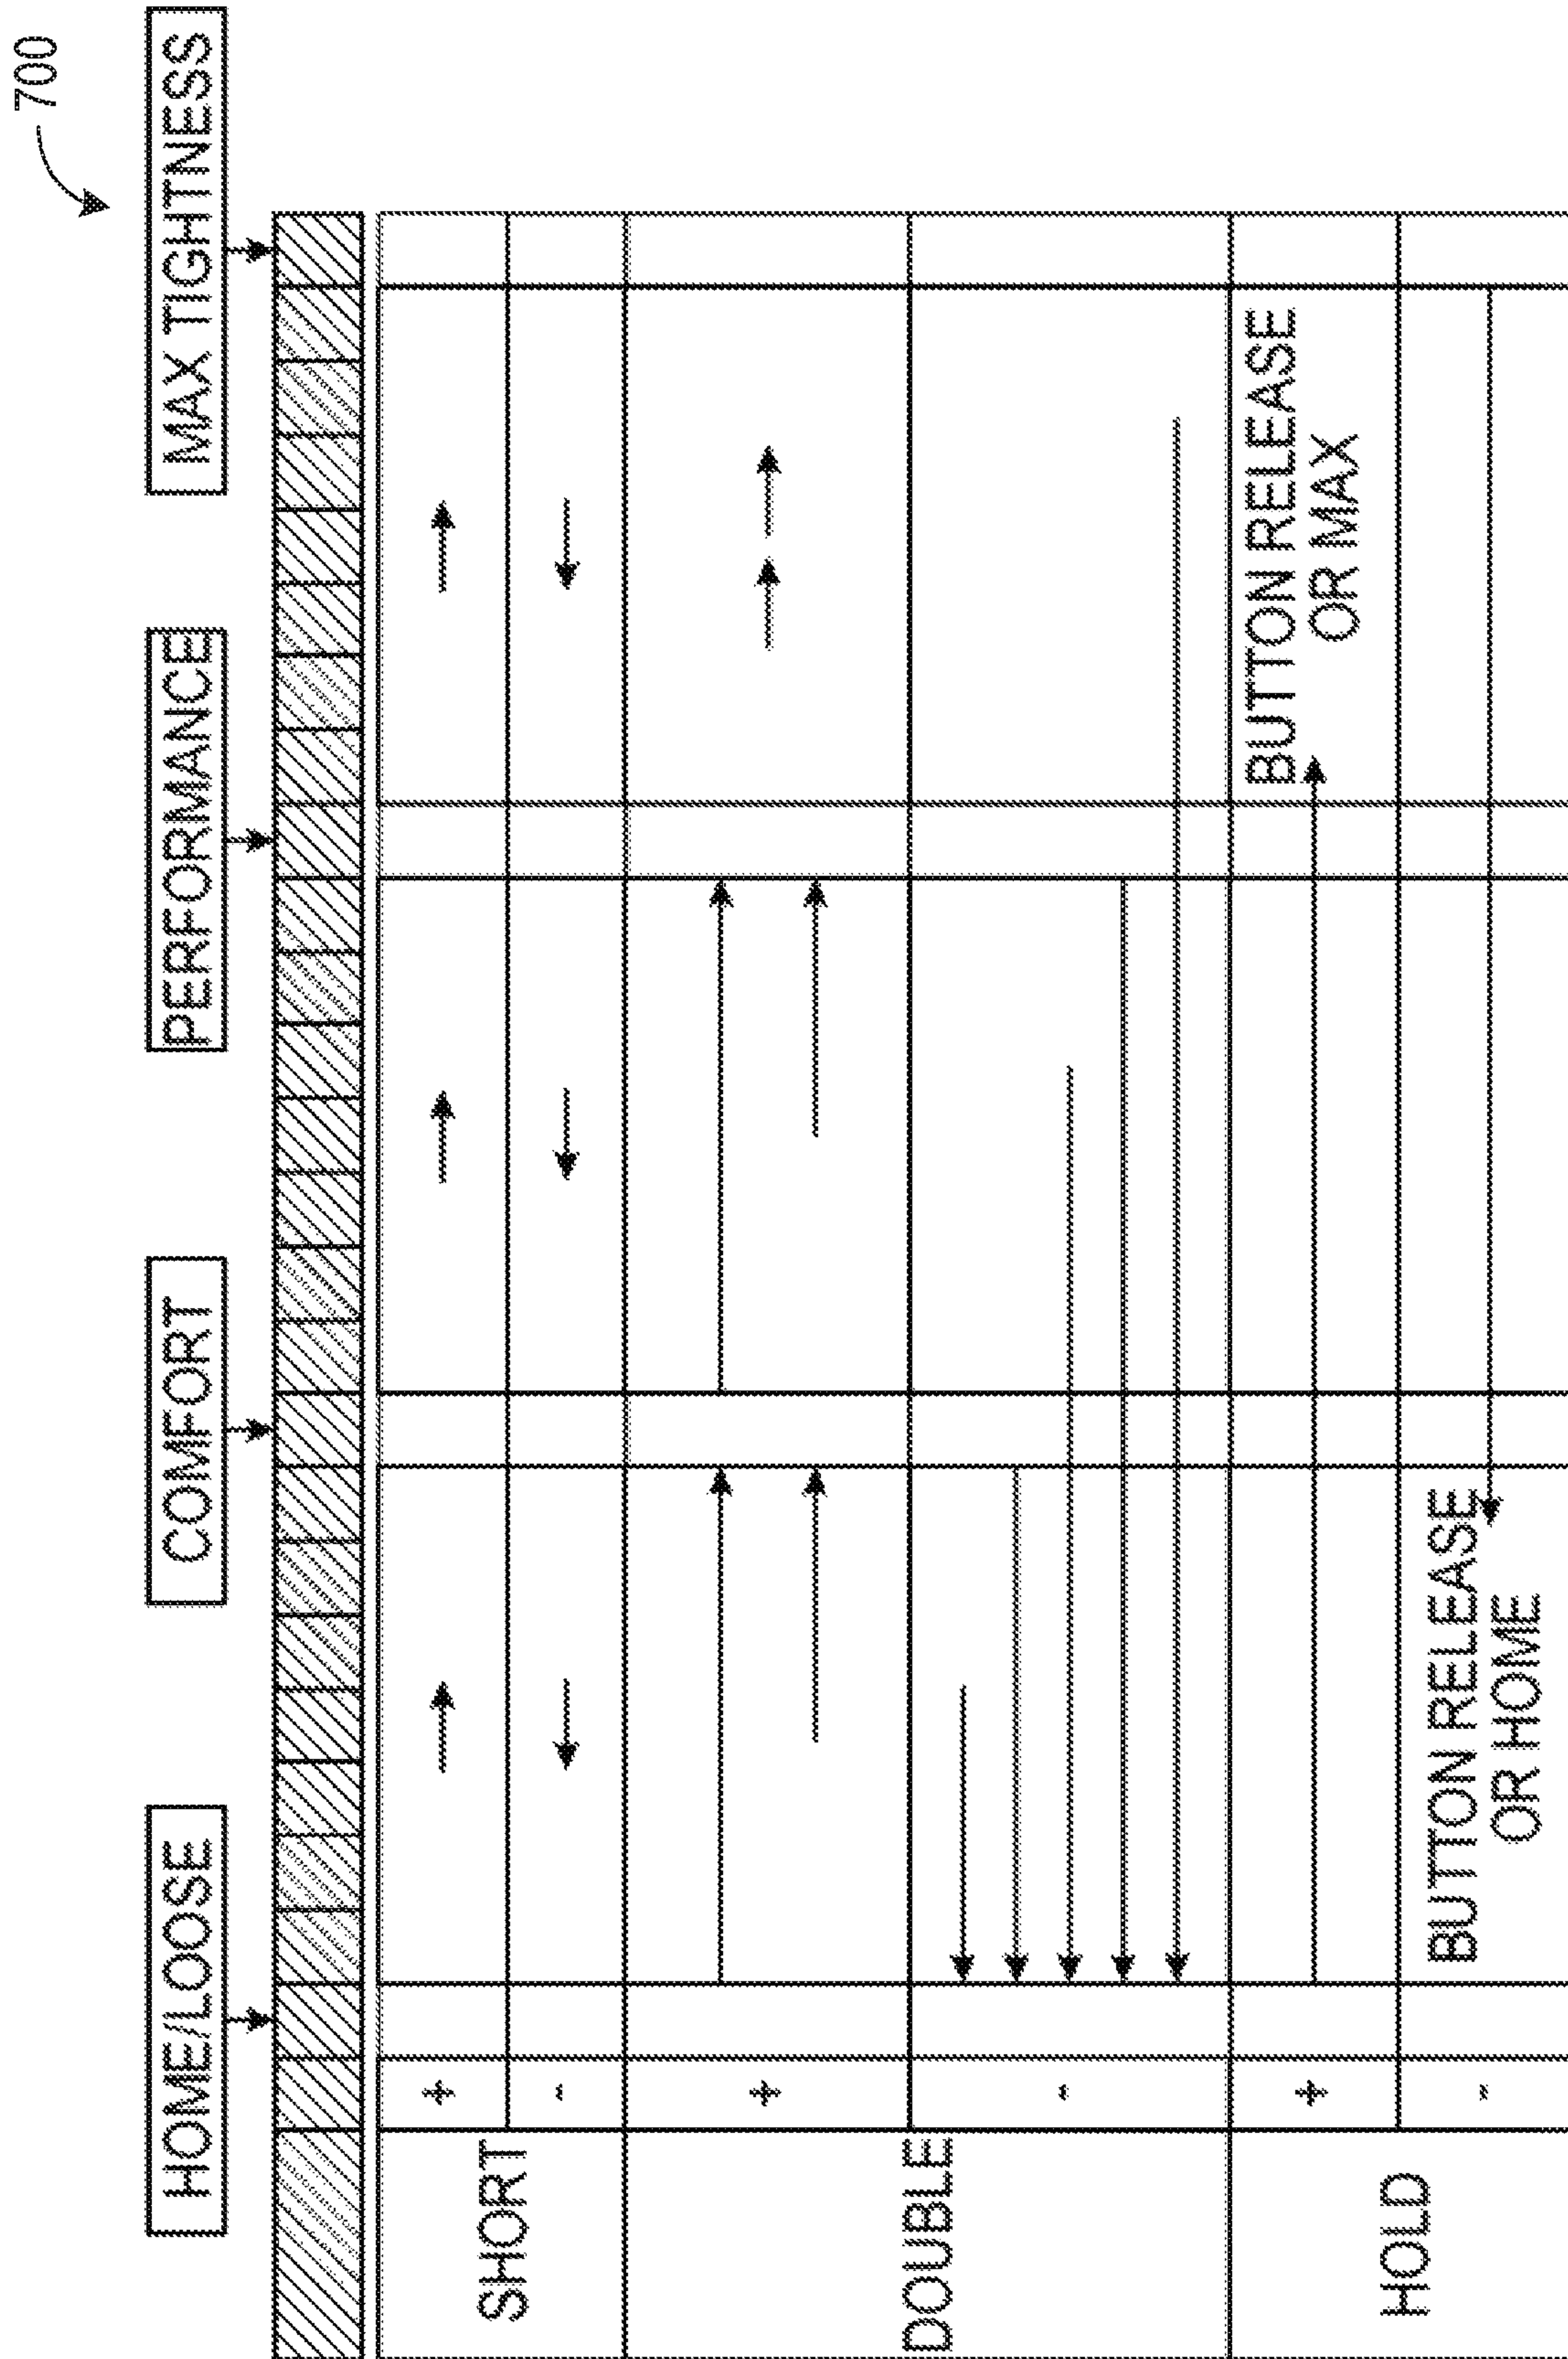 700
HOME/LOOSE
COMFORT
PERFORMANCE
MAX TIGHTNESS
SHORT
+
-
DOUBLE
+
-
HOLD
+
BUTTON RELEASE
OR MAX
-
BUTTON RELEASE
OR HOME